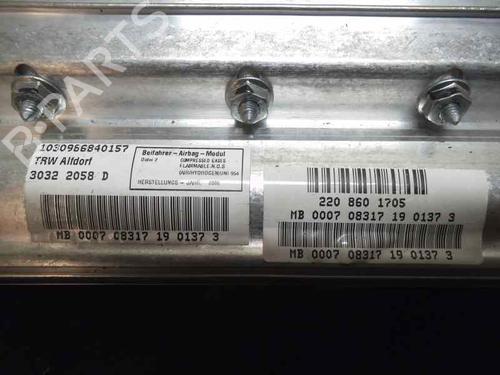 1030966840157
TRW Alfdorf
3032 2058 D
Beifahrer-Airbag-Modul
COMPRESSED GASES
FLAMMABLE.N.O.S
HERSTELLUNGS - JAHR,
MB 0007 08317 19 0137 3
220 860 1705
MB 0007 08317 19 0137 3
MB 0007 08317 19 0137 3
B-PARTS